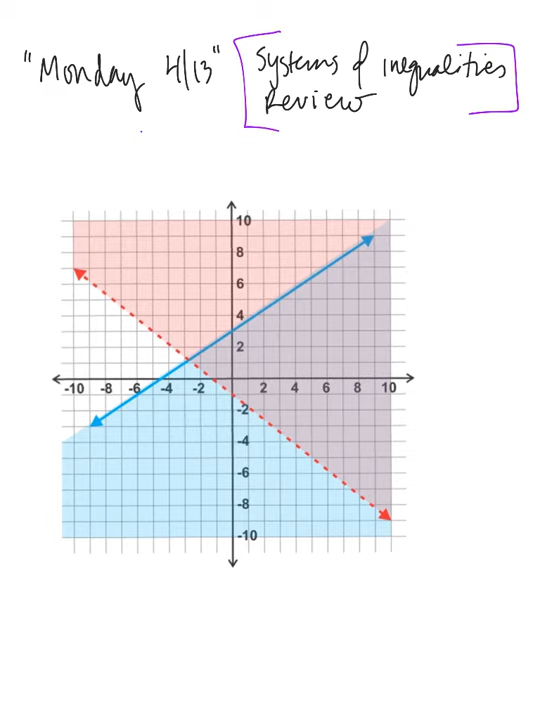 "Monday 4/13"
Systems of inequalities
Review
10
8
6
4
2
-10 -8 -6 -4 -2 2 4 6 8 10
-2
-4
-6
-8
-10